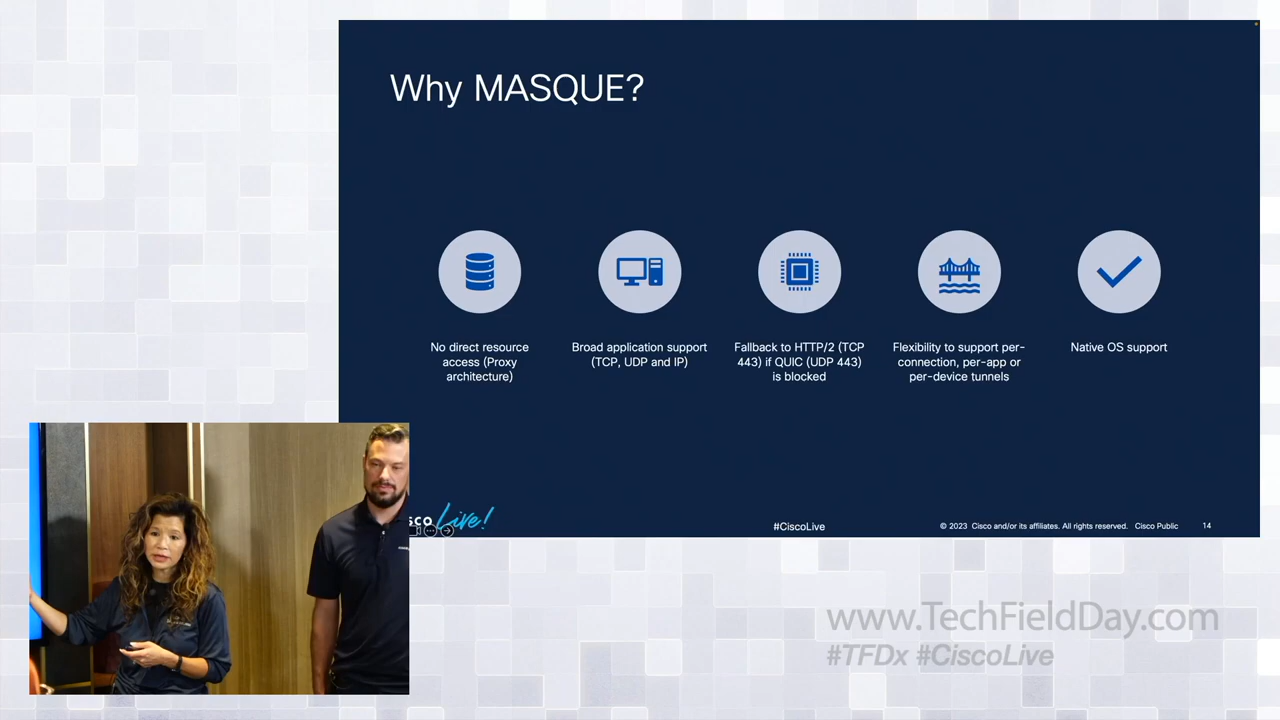 Why MASQUE?
No direct resource
access (Proxy
architecture)
Broad application support
(TCP, UDP and IP)
Fallback to HTTP/2 (TCP
443) if QUIC (UDP 443)
is blocked
Flexibility to support per-
connection, per-app or
per-device tunnels
Native OS support
sco Live!
#CiscoLive
© 2023 Cisco and/or its affiliates. All rights reserved. Cisco Public
14
www.TechFieldDay.com
#TFDx #CiscoLive